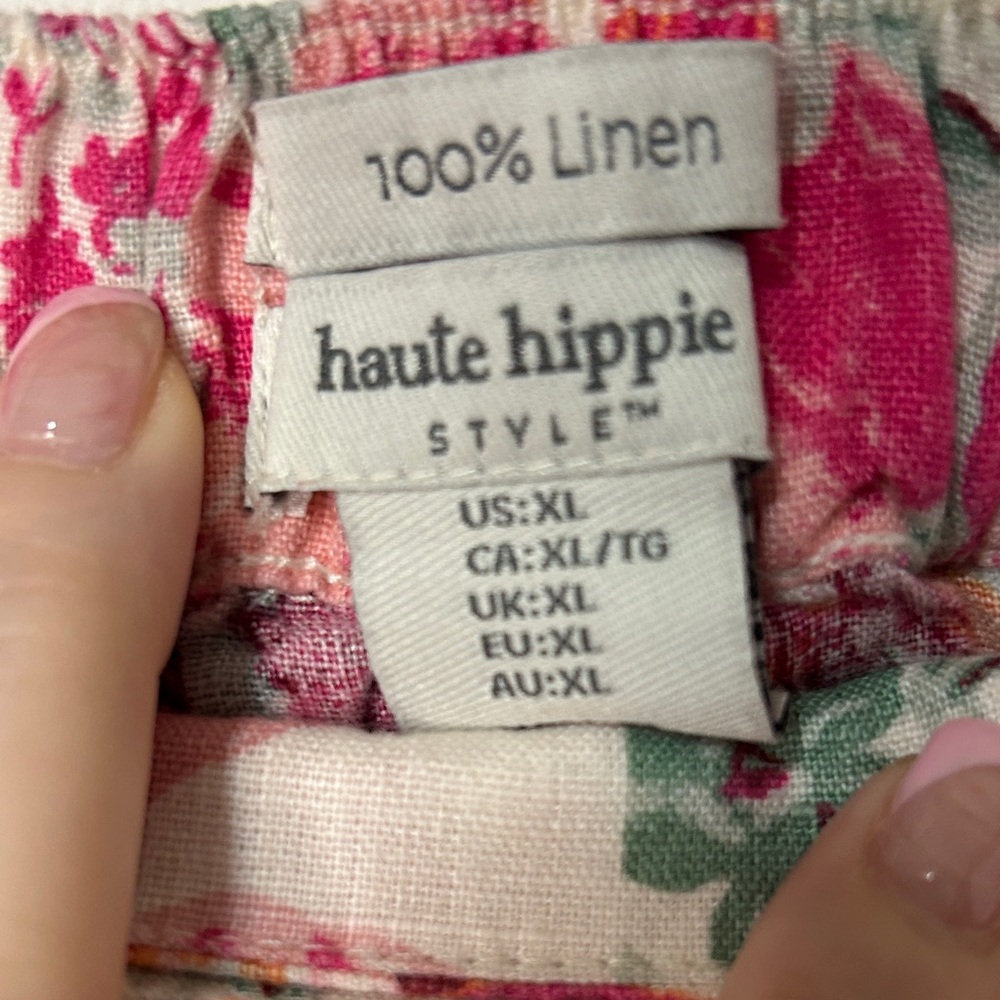 100% Linen
haute hippie
STYLE™
US:XL
CA:XL/TG
UK:XL
EU:XL
AU:XL